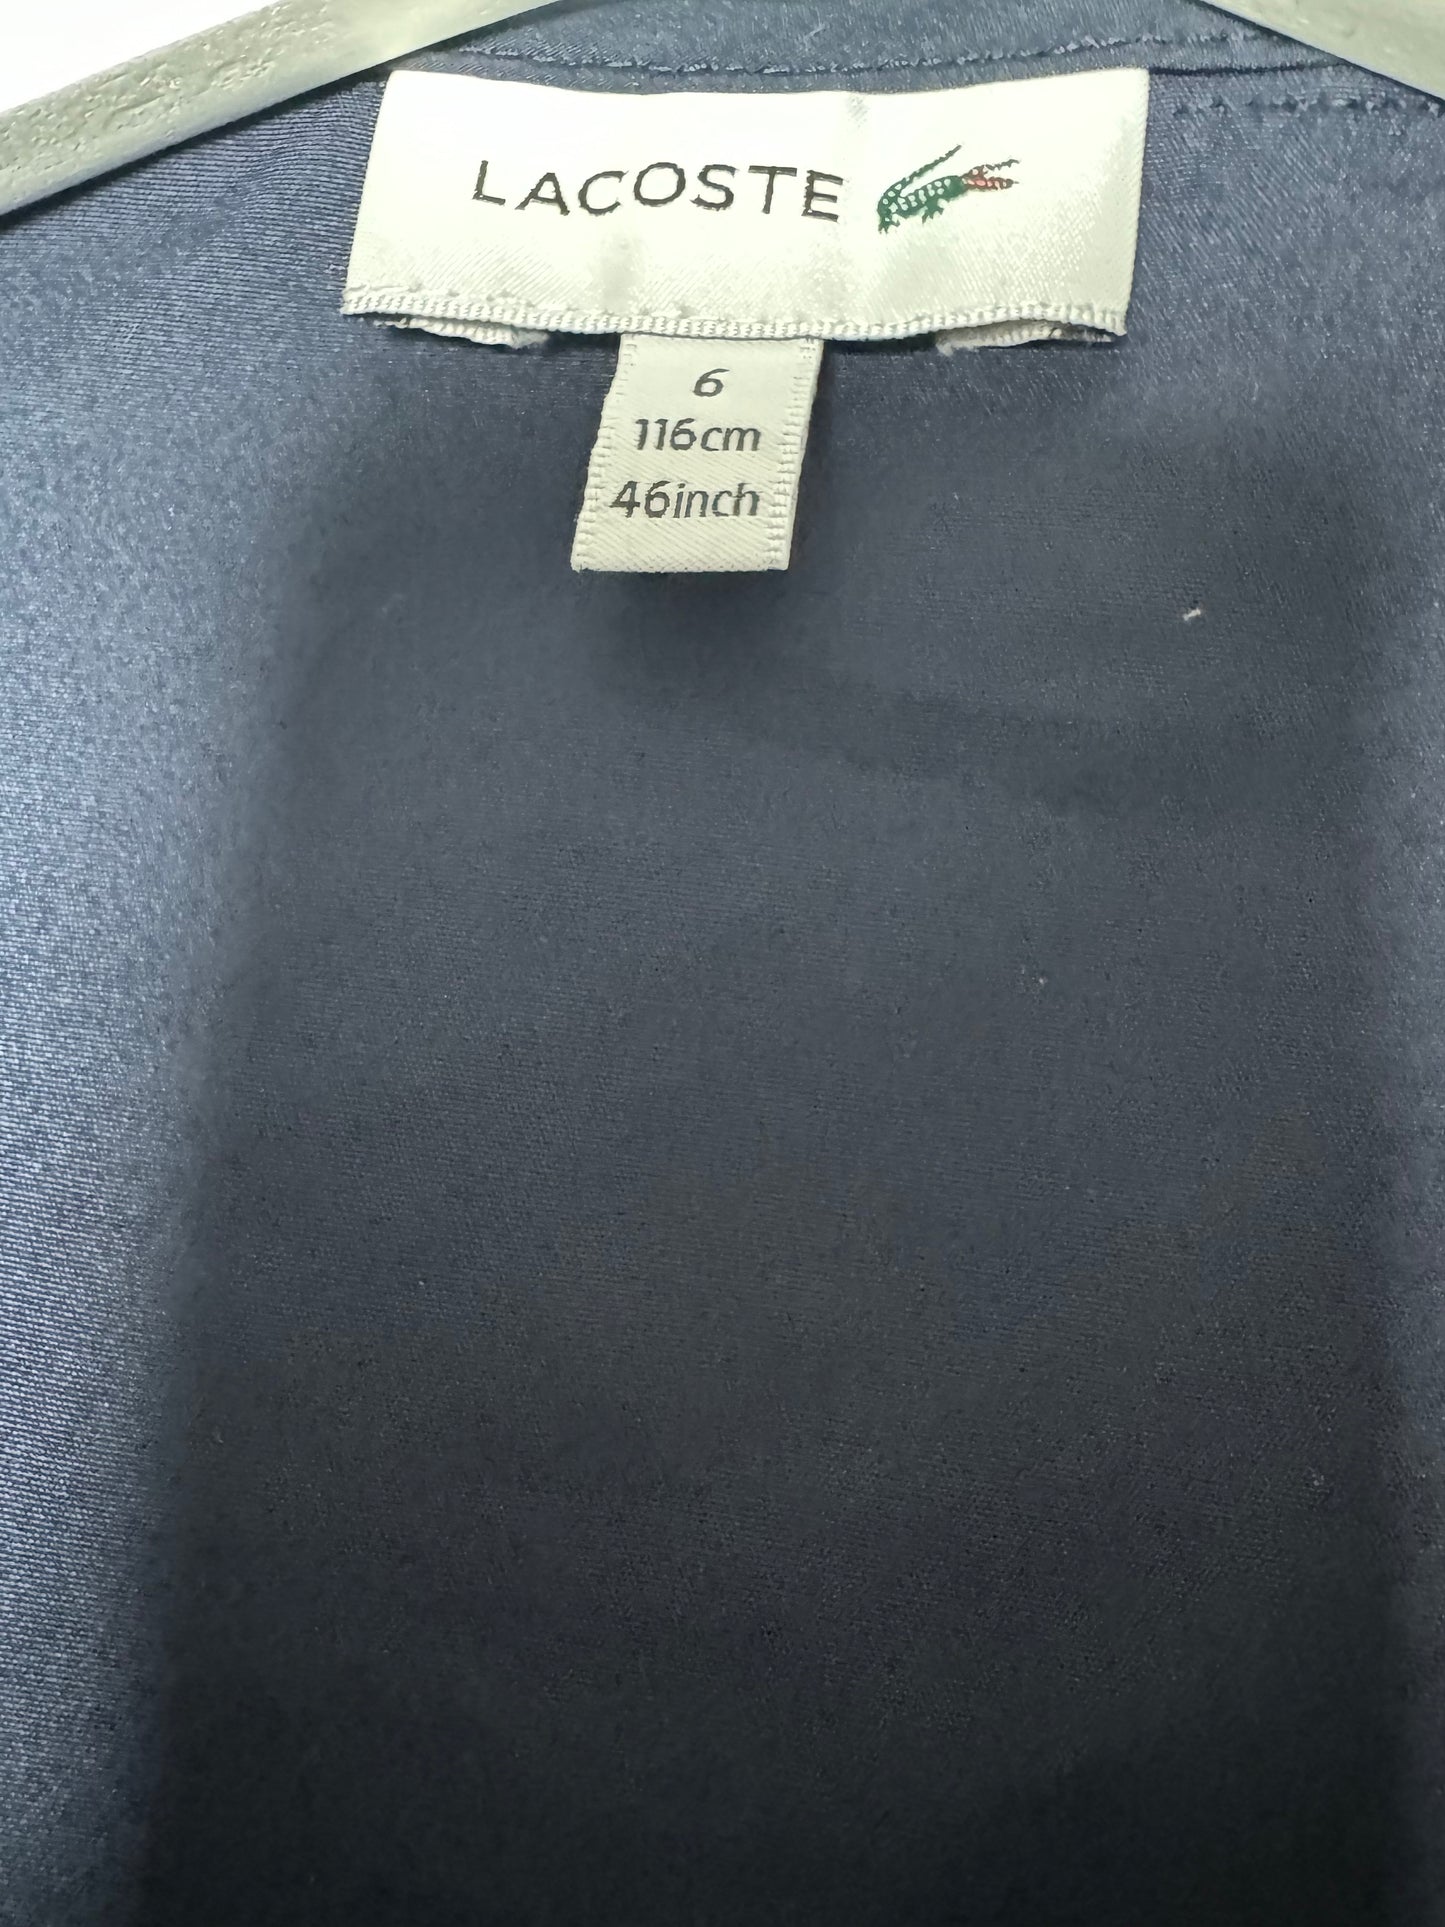 LACOSTE
6
116cm
46inch